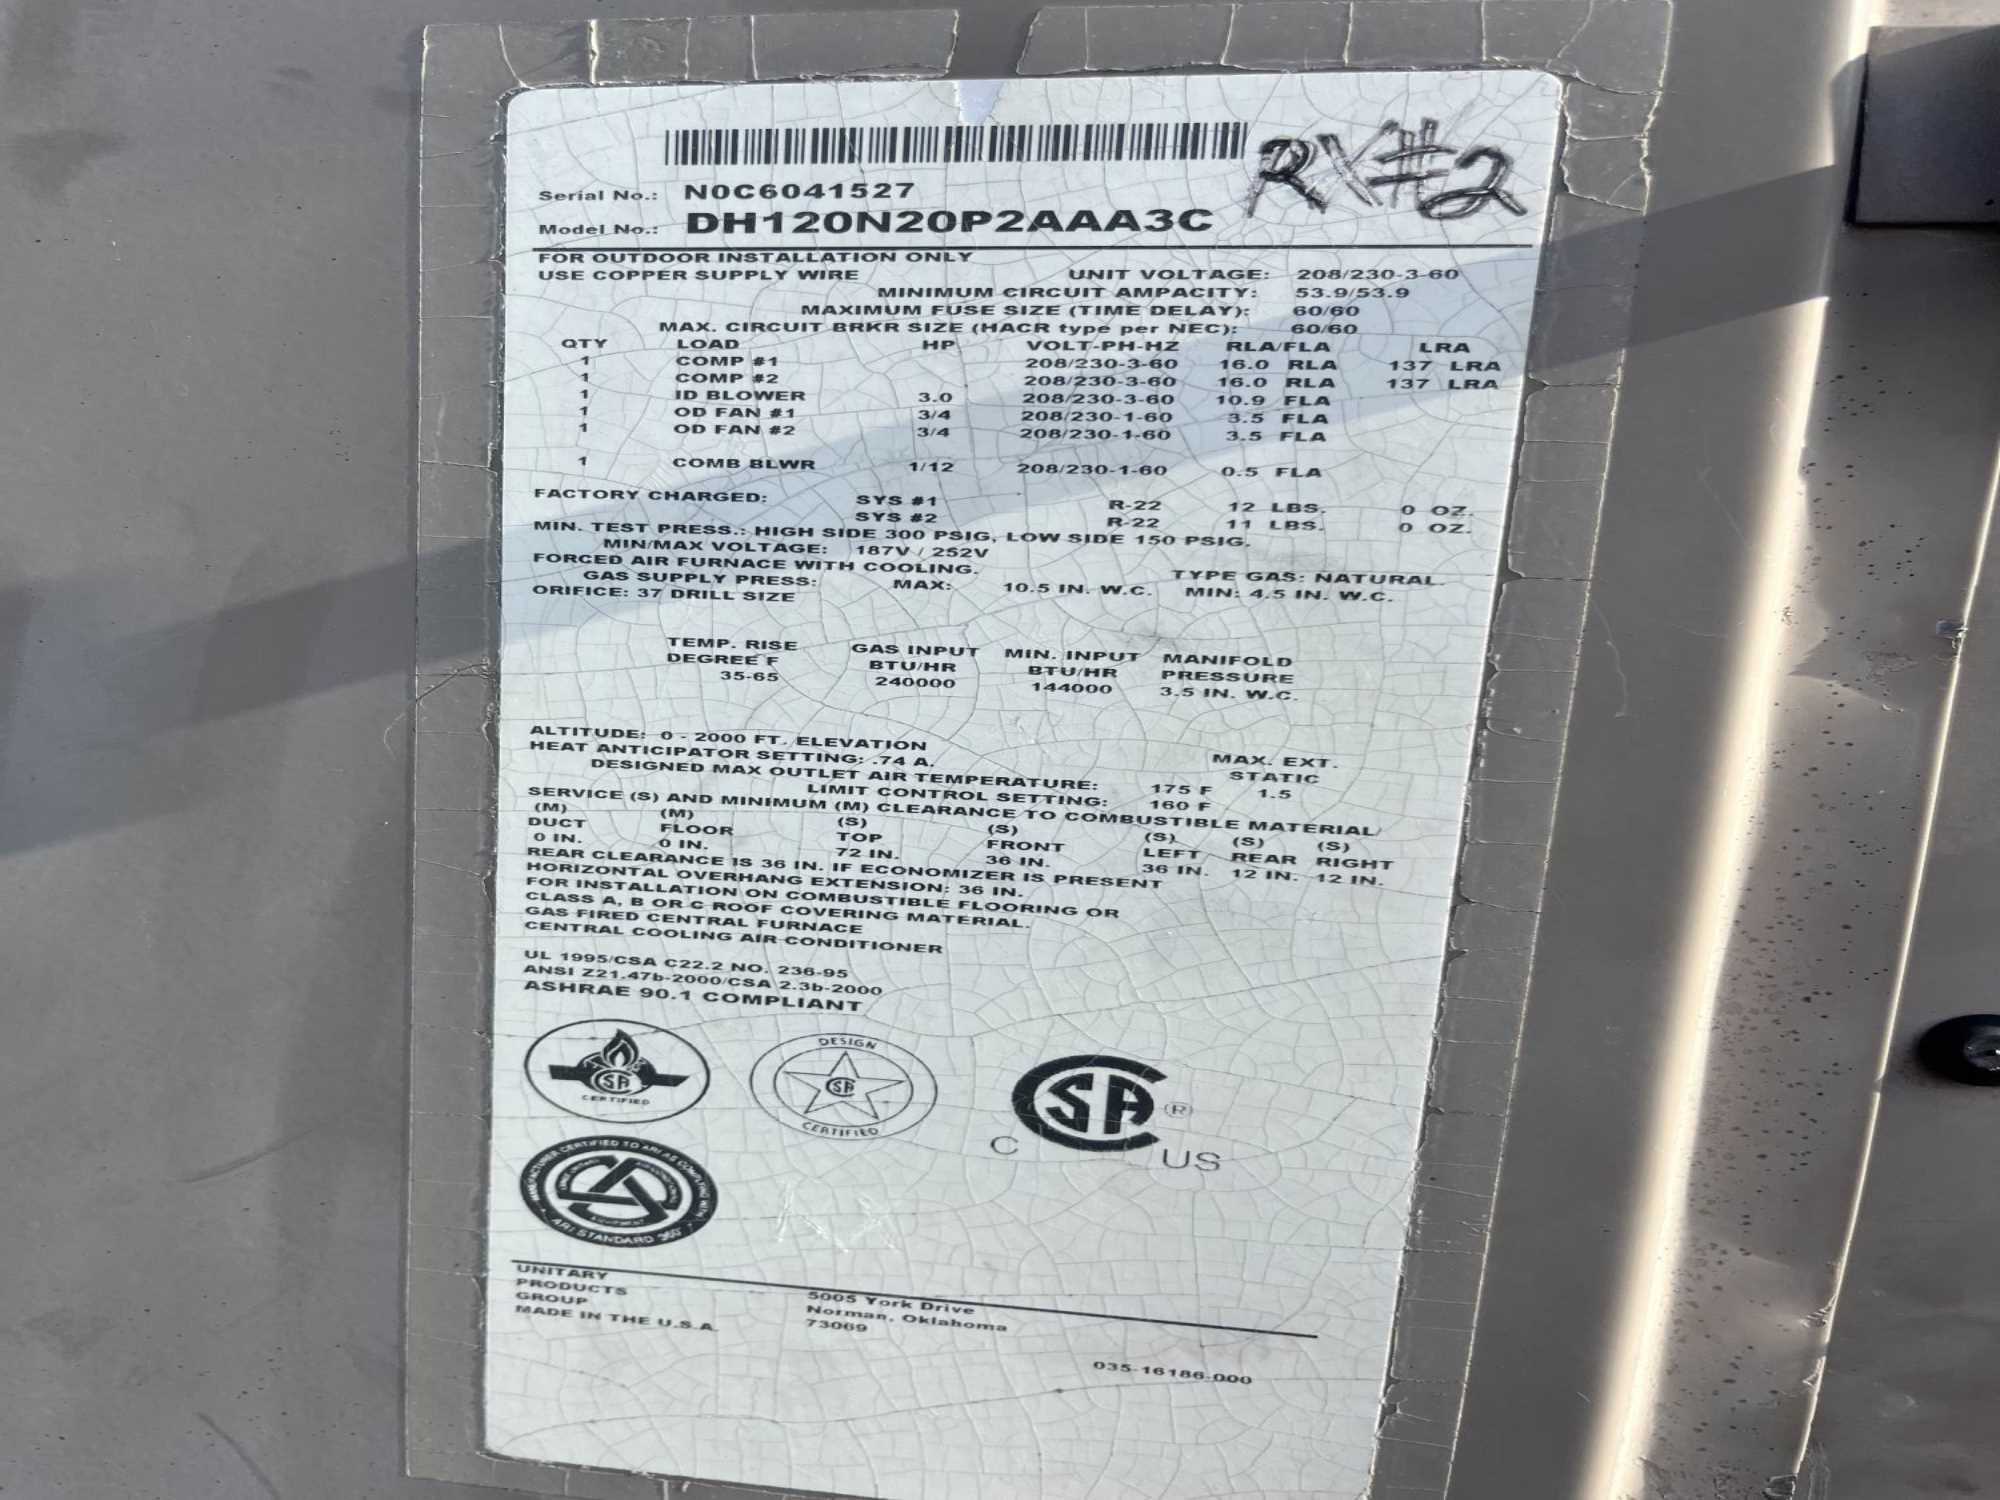 RX#2
Serial No.: N0C6041527
Model No.: DH120N20P2AAA3C
FOR OUTDOOR INSTALLATION ONLY
USE COPPER SUPPLY WIRE UNIT VOLTAGE: 208/230-3-60
MINIMUM CIRCUIT AMPACITY: 53.9/53.9
MAXIMUM FUSE SIZE (TIME DELAY): 60/60
MAX. CIRCUIT BRKR SIZE (HACR type per NEC): 60/60
QTY LOAD HP VOLT-PH-HZ RLA/FLA LRA
1 COMP #1 208/230-3-60 16.0 RLA 137 LRA
1 COMP #2 208/230-3-60 16.0 RLA 137 LRA
1 ID BLOWER 3.0 208/230-3-60 10.9 FLA
1 OD FAN #1 3/4 208/230-1-60 3.5 FLA
1 OD FAN #2 3/4 208/230-1-60 3.5 FLA
1 COMB BLWR 1/12 208/230-1-60 0.5 FLA
FACTORY CHARGED: SYS #1 R-22 12 LBS. 0 OZ.
SYS #2 R-22 11 LBS. 0 OZ.
MIN. TEST PRESS.: HIGH SIDE 300 PSIG, LOW SIDE 150 PSIG.
MIN/MAX VOLTAGE: 187V / 252V
FORCED AIR FURNACE WITH COOLING. TYPE GAS: NATURAL.
GAS SUPPLY PRESS: MAX: 10.5 IN. W.C. MIN: 4.5 IN. W.C.
ORIFICE: 37 DRILL SIZE
TEMP. RISE GAS INPUT MIN. INPUT MANIFOLD
DEGREE F BTU/HR BTU/HR PRESSURE
35-65 240000 144000 3.5 IN. W.C.
ALTITUDE: 0 - 2000 FT. ELEVATION
HEAT ANTICIPATOR SETTING: .74 A. MAX. EXT.
DESIGNED MAX OUTLET AIR TEMPERATURE: 175 F STATIC
LIMIT CONTROL SETTING: 160 F 1.5
SERVICE (S) AND MINIMUM (M) CLEARANCE TO COMBUSTIBLE MATERIAL/
(M) (M) (S) (S) (S) (S) (S)
DUCT FLOOR TOP FRONT LEFT REAR RIGHT
0 IN. 0 IN. 72 IN. 36 IN. 36 IN. 12 IN. 12 IN.
REAR CLEARANCE IS 36 IN. IF ECONOMIZER IS PRESENT
HORIZONTAL OVERHANG EXTENSION: 36 IN.
FOR INSTALLATION ON COMBUSTIBLE FLOORING OR
CLASS A, B OR C ROOF COVERING MATERIAL.
GAS FIRED CENTRAL FURNACE
CENTRAL COOLING AIR CONDITIONER
UL 1995/CSA C22.2 NO. 236-95
ANSI Z21.47b-2000/CSA 2.3b-2000
ASHRAE 90.1 COMPLIANT
SA CERTIFIED
DESIGN SA CERTIFIED
C SA ® US
MANUFACTURER CERTIFIED TO ARI AS COMPLYING WITH
EQUIPMENT
ARI STANDARD 360
UNITARY
PRODUCTS
GROUP
MADE IN THE U.S.A.
5005 York Drive
Norman, Oklahoma
73069
035-16186-000